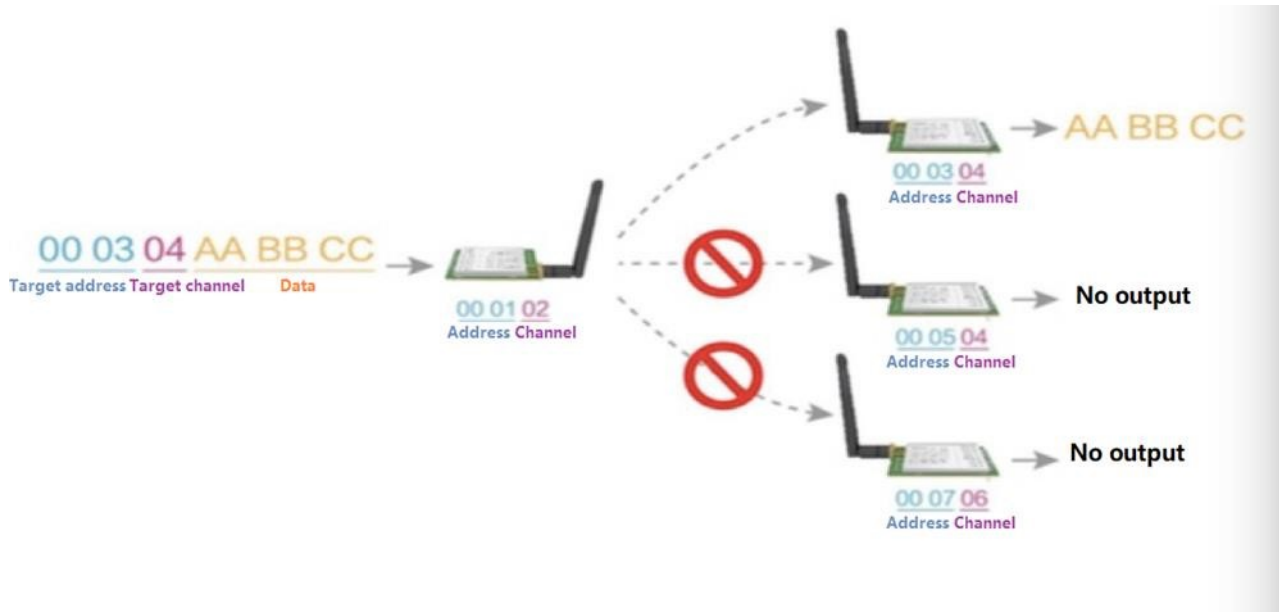 00 03 04 AA BB CC
Target address Target channel Data
00 01 02
Address Channel
AA BB CC
00 03 04
Address Channel
No output
00 05 04
Address Channel
No output
00 07 06
Address Channel